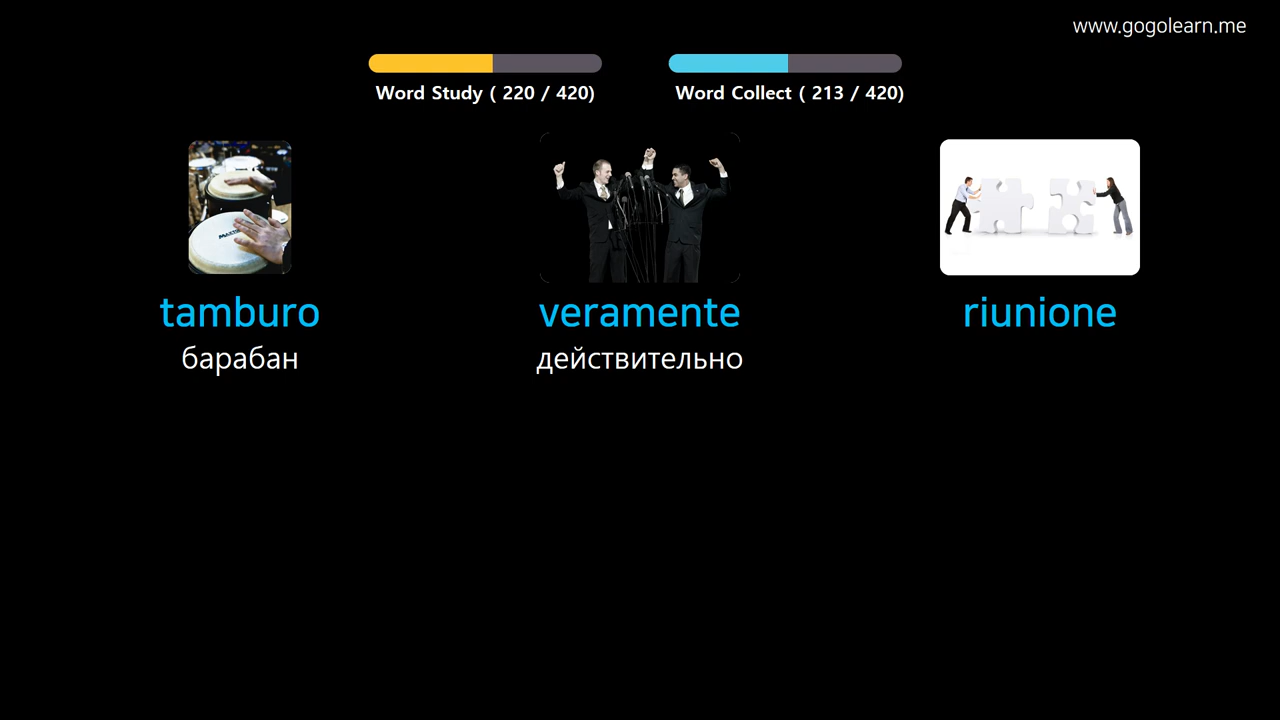 www.gogolearn.me
Word Study ( 220 / 420)
Word Collect ( 213 / 420)
tamburo
veramente
riunione
барабан
действительно